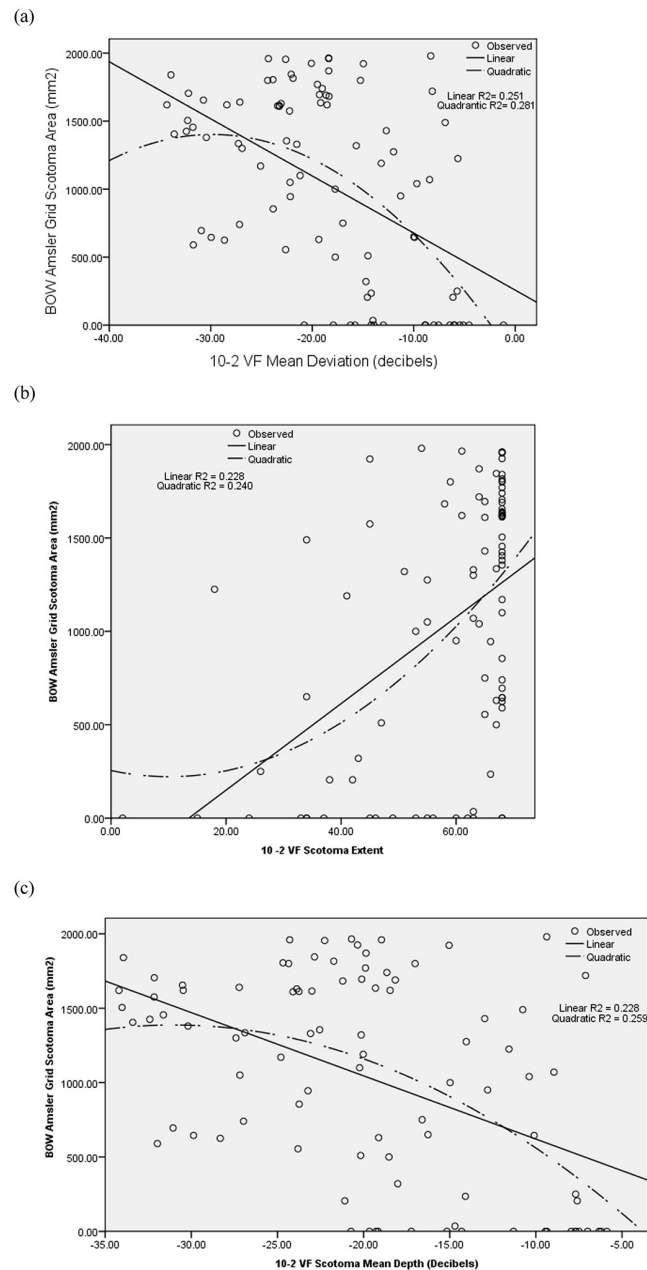 (a)
BOW Amsler Grid Scotoma Area (mm2)
2000.00
1500.00
1000.00
500.00
0.00
Observed
Linear
Quadratic
Linear R2= 0.251
Quadrantic R2= 0.281
-40.00 -30.00 -20.00 -10.00 0.00
10-2 VF Mean Deviation (decibels)
(b)
BOW Amsler Grid Scotoma Area (mm2)
2000.00
1500.00
1000.00
500.00
0.00
Observed
Linear
Quadratic
Linear R2 = 0.228
Quadratic R2 = 0.240
0.00 20.00 40.00 60.00
10 -2 VF Scotoma Extent
(c)
BOW Amsler Grid Scotoma Area (mm2)
2000.00
1500.00
1000.00
500.00
0.00
Observed
Linear
Quadratic
Linear R2 = 0.228
Quadratic R2 = 0.259
-35.00 -30.00 -25.00 -20.00 -15.00 -10.00 -5.00
10-2 VF Scotoma Mean Depth (Decibels)